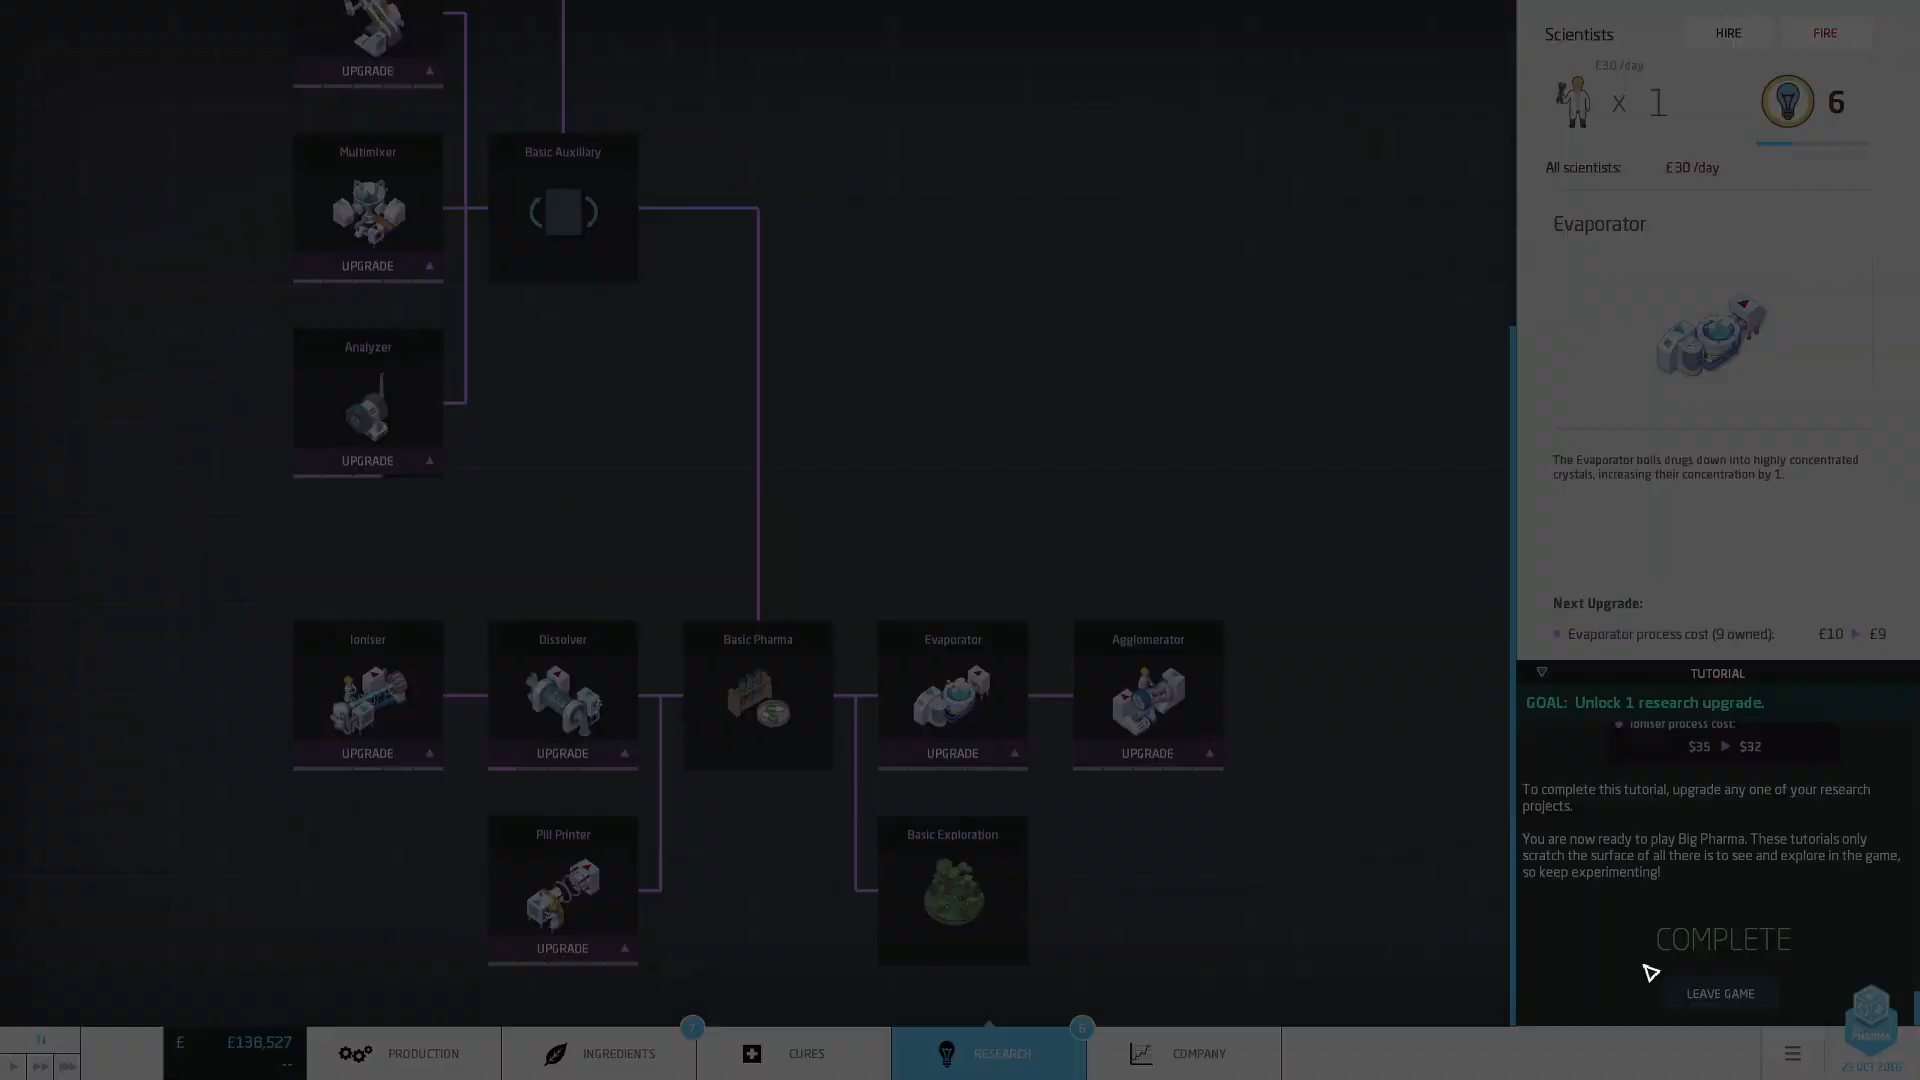 UPGRADE
Multimixer
UPGRADE
Basic Auxillary
Analyzer
UPGRADE
Ioniser
UPGRADE
Dissolver
UPGRADE
Basic Pharma
Evaporator
UPGRADE
Agglomerator
UPGRADE
Pill Printer
UPGRADE
Basic Exploration
Scientists
HIRE
FIRE
£30 /day
x 1
6
All scientists: £30 /day
Evaporator
The Evaporator boils drugs down into highly concentrated
crystals, increasing their concentration by 1.
Next Upgrade:
Evaporator process cost (9 owned): £10 £9
TUTORIAL
GOAL: Unlock 1 research upgrade.
Ioniser process cost:
$35 $32
To complete this tutorial, upgrade any one of your research
projects.
You are now ready to play Big Pharma. These tutorials only
scratch the surface of all there is to see and explore in the game,
so keep experimenting!
COMPLETE
LEAVE GAME
£ £138,527
--
PRODUCTION
7
INGREDIENTS
CURES
RESEARCH
6
COMPANY
BIG
PHARMA
25 OCT 2016